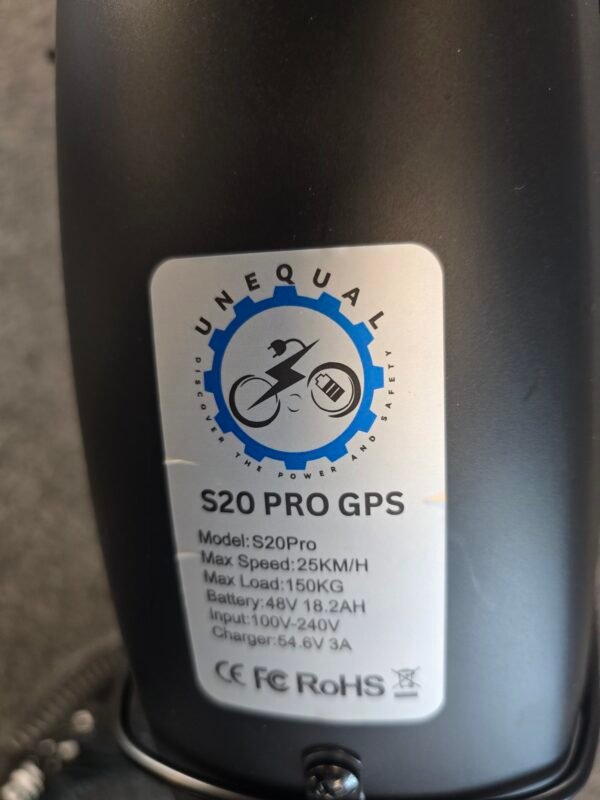 UNEQUAL
DISCOVER THE POWER AND SAFETY
S20 PRO GPS
Model:S20Pro
Max Speed:25KM/H
Max Load:150KG
Battery:48V 18.2AH
Input:100V-240V
Charger:54.6V 3A
CE FC RoHS